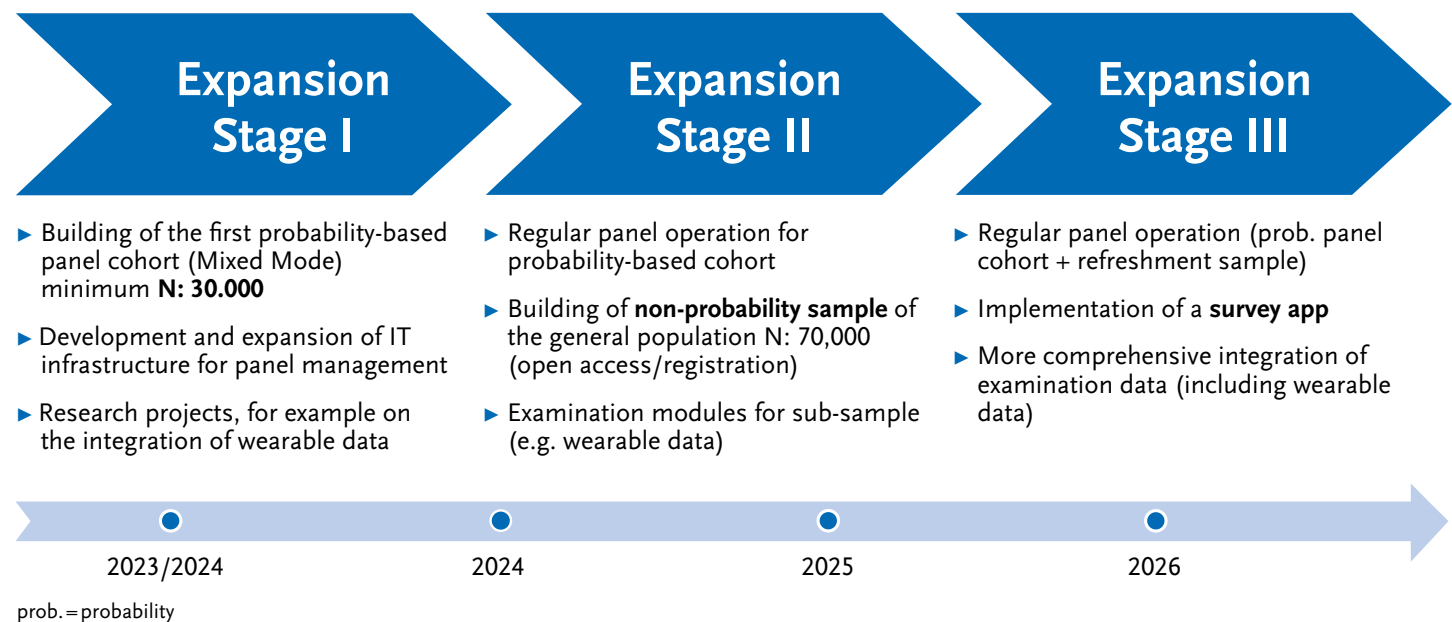 Expansion
Stage I
► Building of the first probability-based
panel cohort (Mixed Mode)
minimum N: 30.000
► Development and expansion of IT
infrastructure for panel management
► Research projects, for example on
the integration of wearable data
Expansion
Stage II
► Regular panel operation for
probability-based cohort
► Building of non-probability sample of
the general population N: 70,000
(open access/registration)
► Examination modules for sub-sample
(e.g. wearable data)
Expansion
Stage III
► Regular panel operation (prob. panel
cohort + refreshment sample)
► Implementation of a survey app
► More comprehensive integration of
examination data (including wearable
data)
2023/2024
2024
2025
2026
prob. = probability